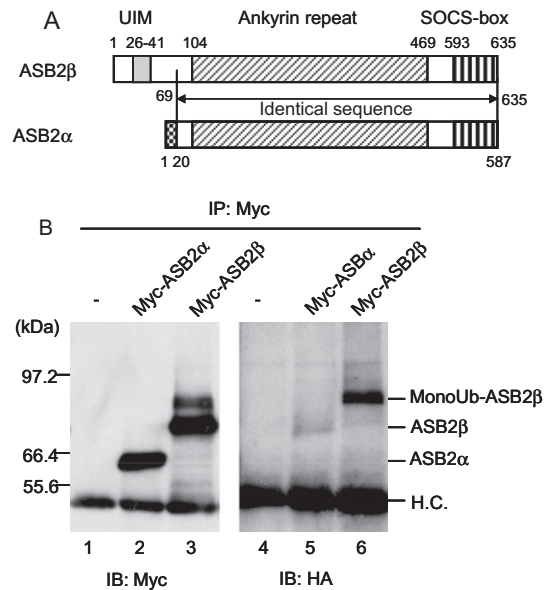 A
UIM Ankyrin repeat SOCS-box
1 26-41 104 469 593 635
ASB2β
69 Identical sequence 635
ASB2α
1 20 587
B
IP: Myc
- Myc-ASB2α Myc-ASB2β - Myc-ASBα Myc-ASB2β
(kDa)
97.2
66.4
55.6
MonoUb-ASB2β
ASB2β
ASB2α
H.C.
1 2 3 4 5 6
IB: Myc IB: HA